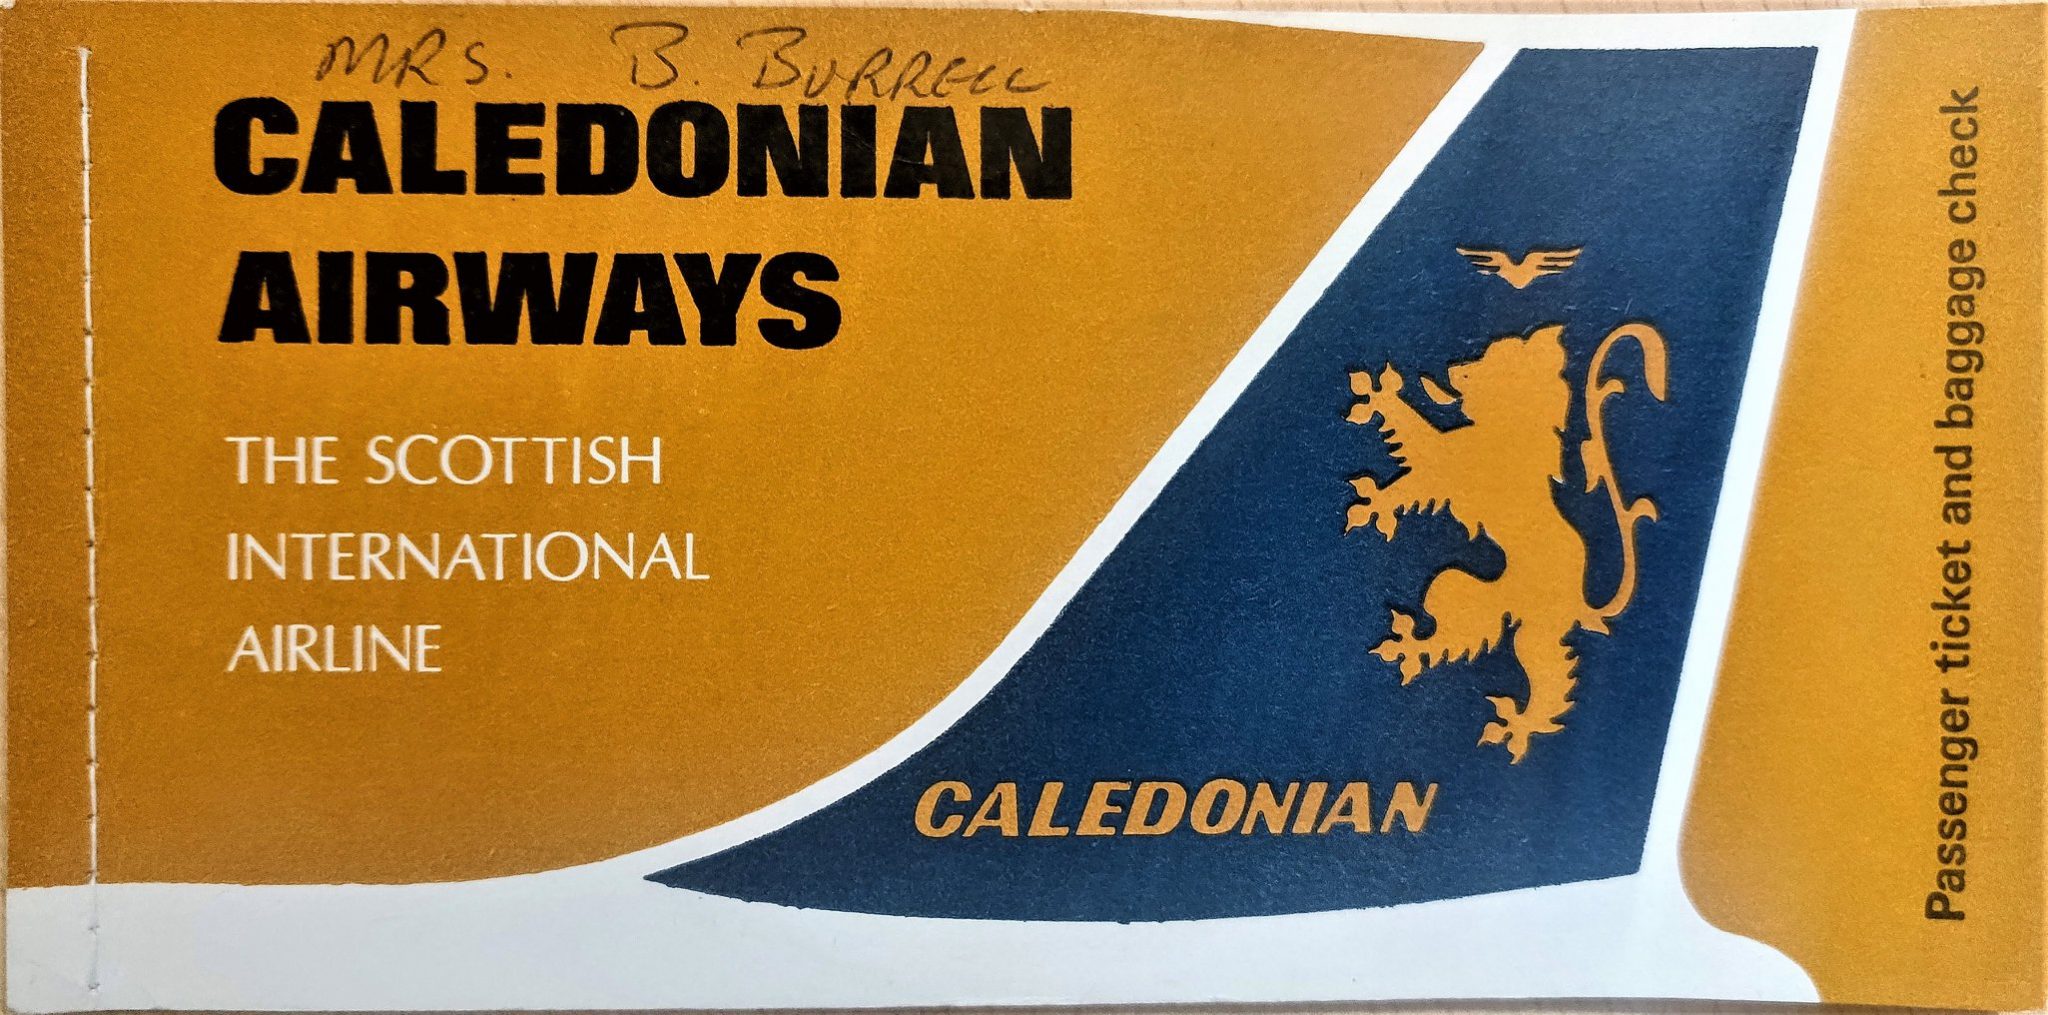 MRS. B. BURRELL
CALEDONIAN
AIRWAYS
THE SCOTTISH
INTERNATIONAL
AIRLINE
CALEDONIAN
Passenger ticket and baggage check